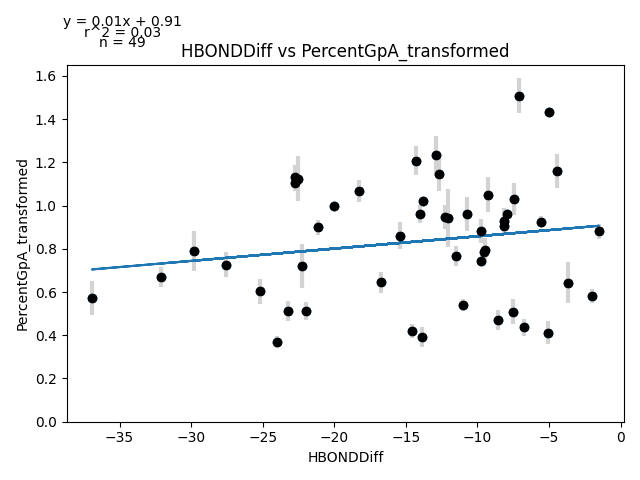 y = 0.01x + 0.91
r^2 = 0.03
n = 49
HBONDDiff vs PercentGpA_transformed
1.6
1.4
1.2
1.0
0.8
0.6
0.4
0.2
0.0
PercentGpA_transformed
−35
−30
−25
−20
−15
−10
−5
0
HBONDDiff